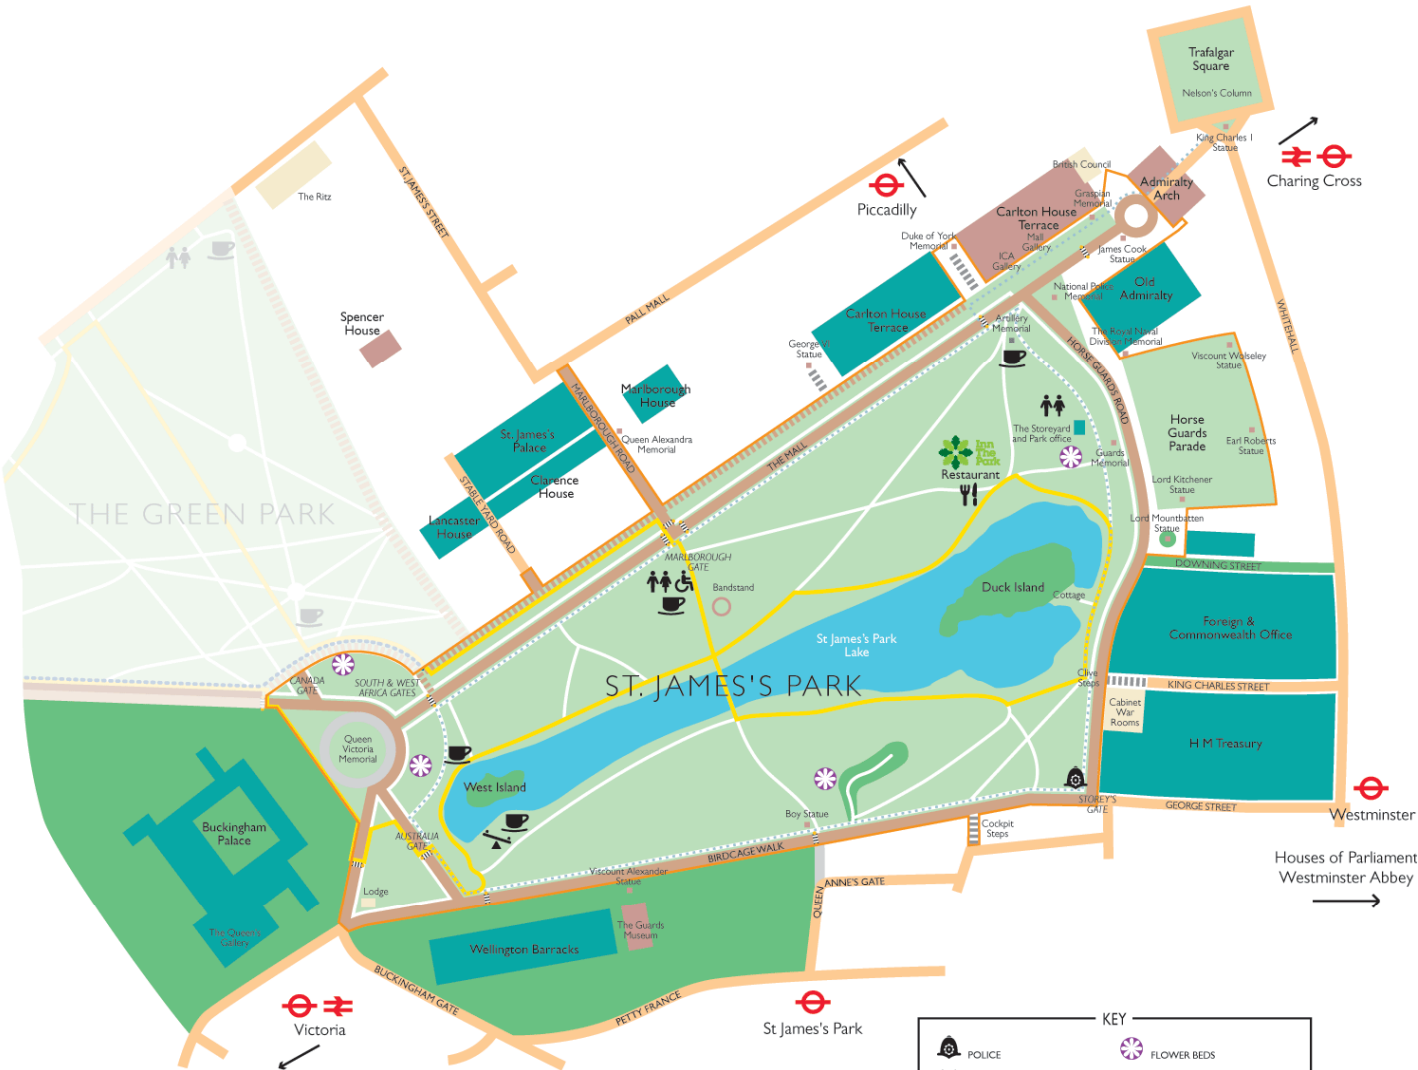 Trafalgar
Square
Nelson's Column
King Charles I
Statue
Charing Cross
British Council
Admiralty
Arch
Graspian
Memorial
Carlton House
Terrace
Mall
Gallery
ICA
Gallery
Duke of York
Memorial
James Cook
Statue
Piccadilly
The Ritz
ST. JAMES'S STREET
PALL MALL
Spencer
House
National Police
Memorial
Old
Admiralty
Carlton House
Terrace
George VI
Statue
Artillery
Memorial
The Royal Naval
Division Memorial
HORSE GUARDS ROAD
WHITEHALL
Viscount Wolseley
Statue
Marlborough
House
MARLBOROUGH ROAD
St. James's
Palace
Queen Alexandra
Memorial
Clarence
House
Lancaster
House
STABLE YARD ROAD
THE MALL
The Storeyard
and Park office
Guards
Memorial
Horse
Guards
Parade
Earl Roberts
Statue
Inn
The
Park
Restaurant
Lord Kitchener
Statue
Lord Mountbatten
Statue
THE GREEN PARK
MARLBOROUGH
GATE
Bandstand
Duck Island
Cottage
DOWNING STREET
Foreign &
Commonwealth Office
St James's Park
Lake
ST. JAMES'S PARK
Clive
Steps
KING CHARLES STREET
CANADA
GATE
SOUTH & WEST
AFRICA GATES
Cabinet
War
Rooms
H M Treasury
Queen
Victoria
Memorial
West Island
Boy Statue
STOREY'S
GATE
GEORGE STREET
Westminster
Buckingham
Palace
AUSTRALIA
GATE
Cockpit
Steps
BIRDCAGE WALK
Houses of Parliament
Westminster Abbey
Viscount Alexander
Statue
Lodge
QUEEN
ANNE'S GATE
The Queen's
Gallery
The Guards
Museum
Wellington Barracks
BUCKINGHAM GATE
PETTY FRANCE
Victoria
St James's Park
KEY
POLICE
FLOWER BEDS